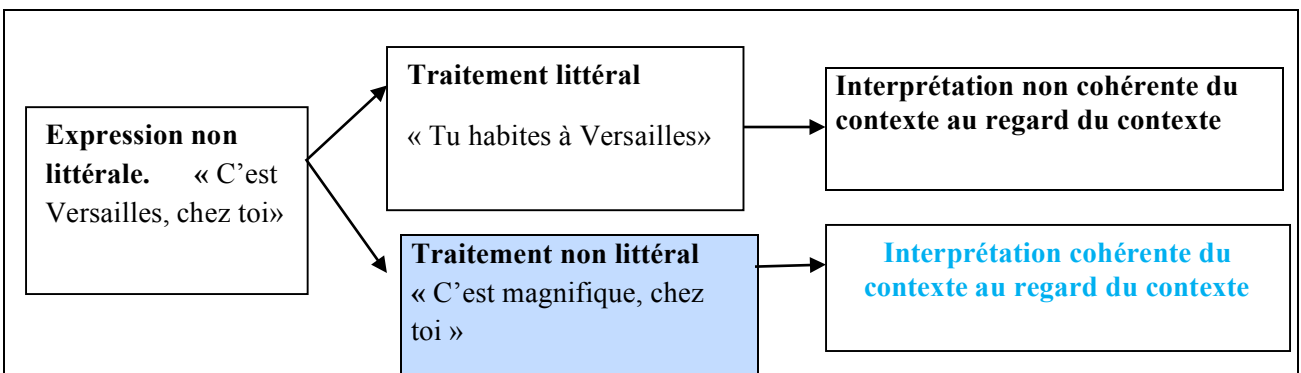 Expression non
littérale. « C’est
Versailles, chez toi»
Traitement littéral
« Tu habites à Versailles»
Interprétation non cohérente du
contexte au regard du contexte
Traitement non littéral
« C’est magnifique, chez
toi »
Interprétation cohérente du
contexte au regard du contexte